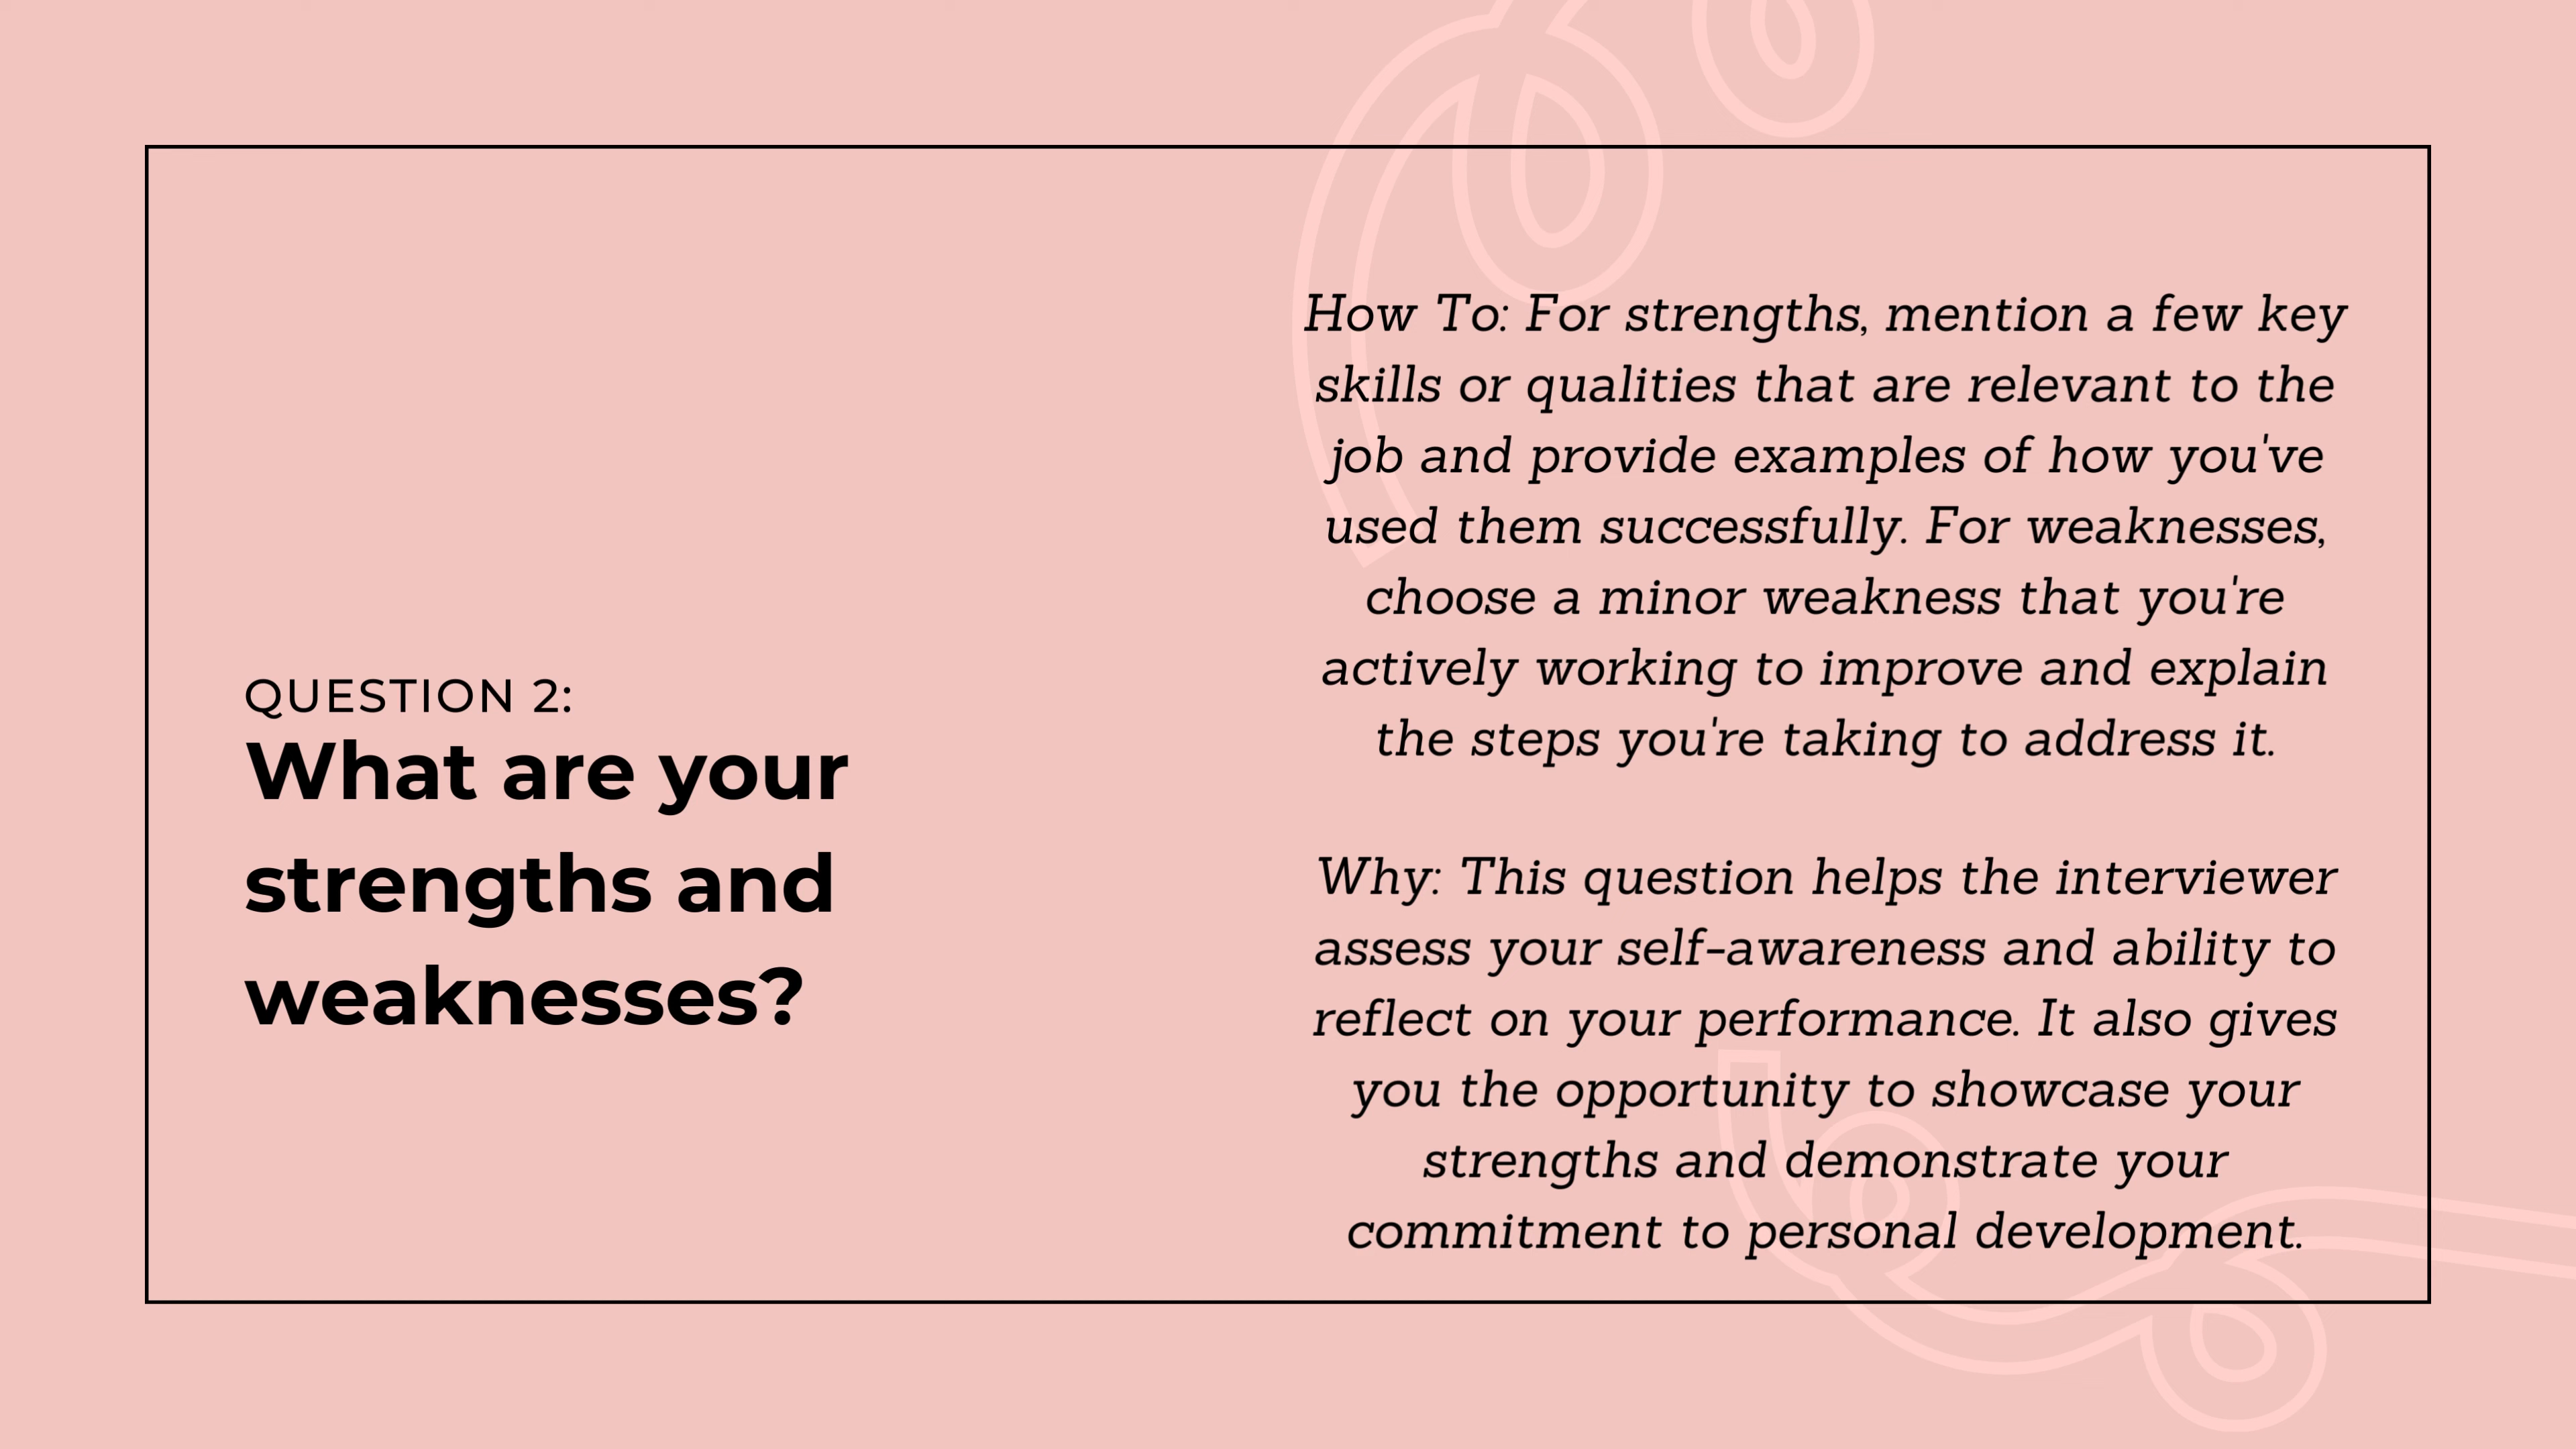 QUESTION 2:
What are your
strengths and
weaknesses?
How To: For strengths, mention a few key
skills or qualities that are relevant to the
job and provide examples of how you've
used them successfully. For weaknesses,
choose a minor weakness that you're
actively working to improve and explain
the steps you're taking to address it.
Why: This question helps the interviewer
assess your self-awareness and ability to
reflect on your performance. It also gives
you the opportunity to showcase your
strengths and demonstrate your
commitment to personal development.